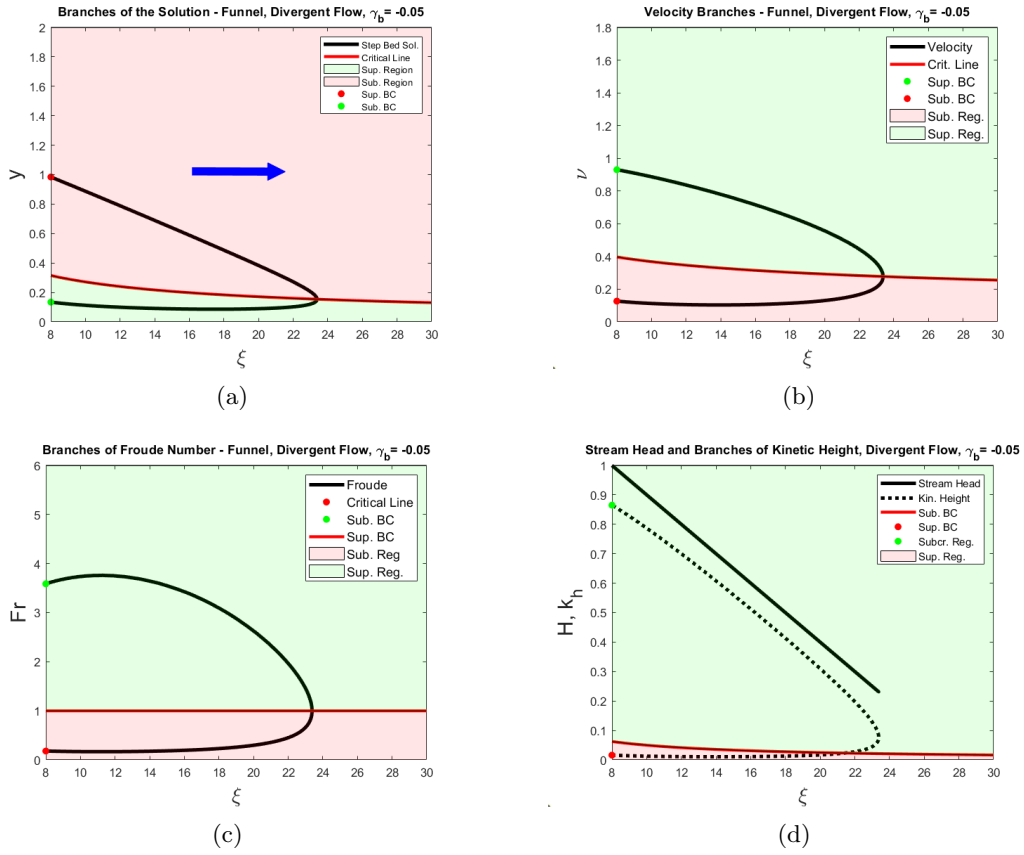 Branches of the Solution - Funnel, Divergent Flow, γb= -0.05
2
1.8
1.6
1.4
1.2
1
0.8
0.6
0.4
0.2
0
y
Step Bed Sol.
Critical Line
Sup. Region
Sub. Region
Sup. BC
Sub. BC
8 10 12 14 16 18 20 22 24 26 28 30
ξ
(a)
Velocity Branches - Funnel, Divergent Flow, γb= -0.05
1.8
1.6
1.4
1.2
1
0.8
0.6
0.4
0.2
0
ν
Velocity
Crit. Line
Sup. BC
Sub. BC
Sub. Reg.
Sup. Reg.
8 10 12 14 16 18 20 22 24 26 28 30
ξ
(b)
Branches of Froude Number - Funnel, Divergent Flow, γb= -0.05
6
5
4
3
2
1
0
Fr
Froude
Critical Line
Sub. BC
Sup. BC
Sub. Reg
Sup. Reg.
8 10 12 14 16 18 20 22 24 26 28 30
ξ
(c)
Stream Head and Branches of Kinetic Height, Divergent Flow, γb= -0.05
1
0.9
0.8
0.7
0.6
0.5
0.4
0.3
0.2
0.1
0
H, kh
Stream Head
Kin. Height
Sub. BC
Sup. BC
Subcr. Reg.
Sup. Reg.
8 10 12 14 16 18 20 22 24 26 28 30
ξ
(d)